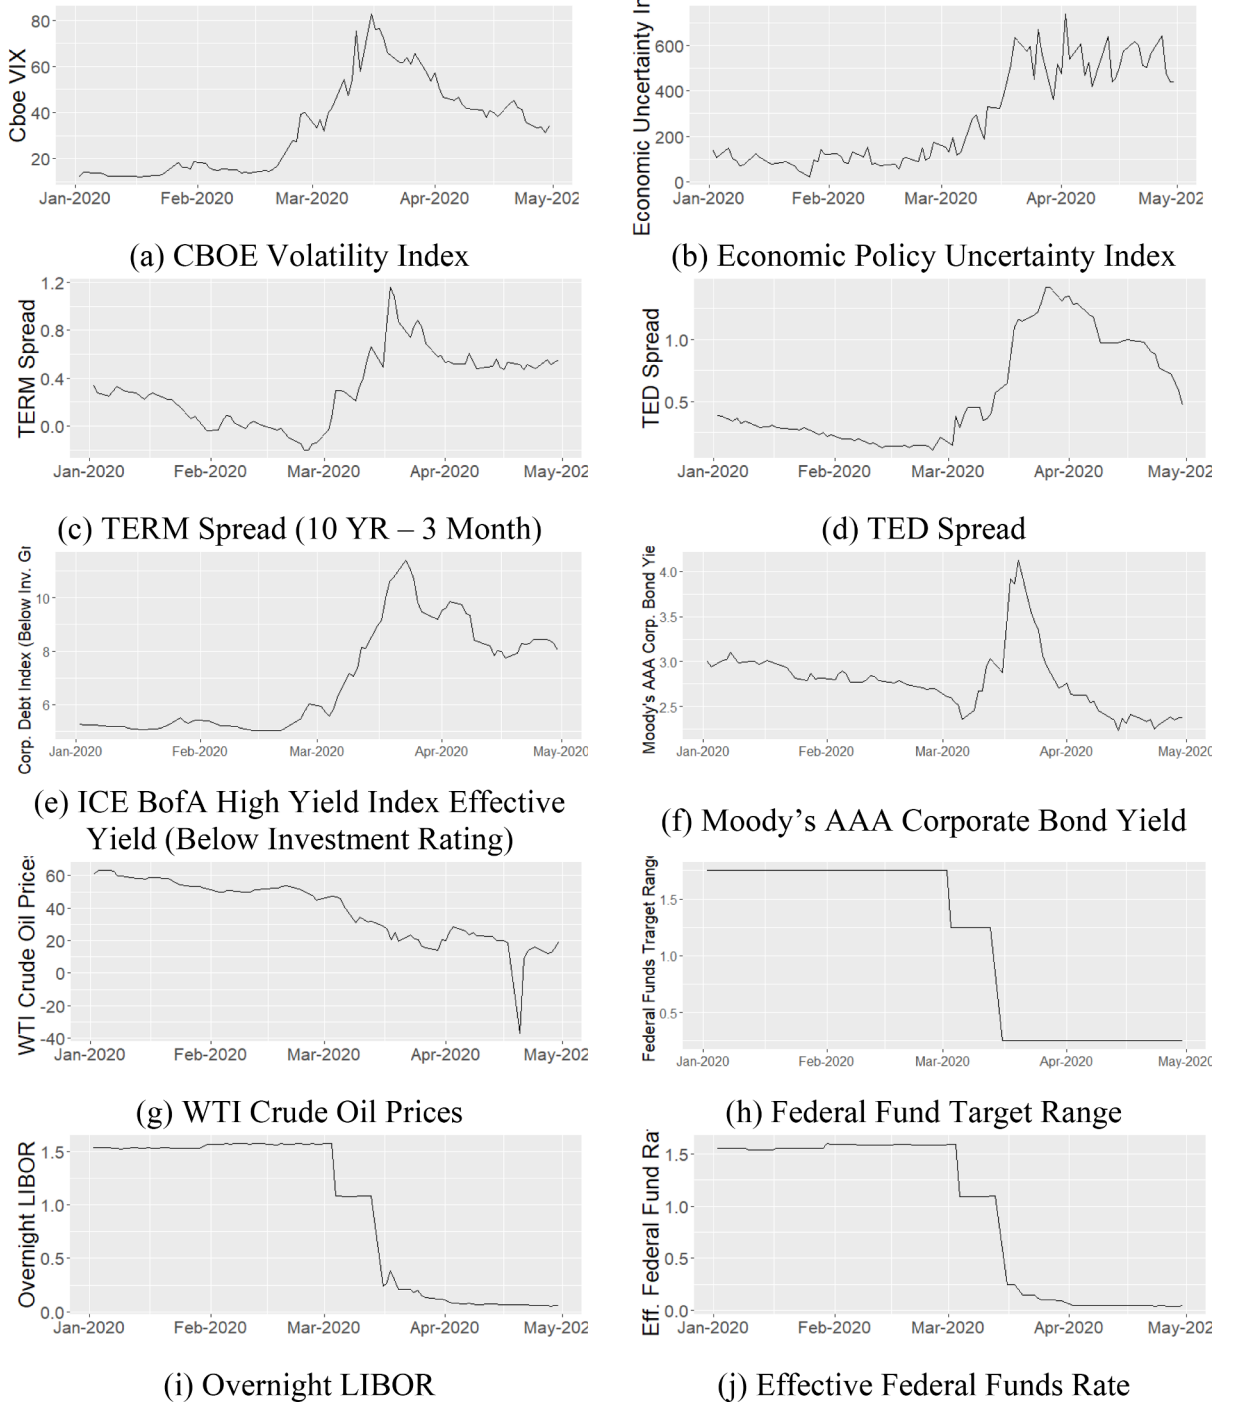 Cboe VIX
80
60
40
20
Jan-2020 Feb-2020 Mar-2020 Apr-2020 May-202
(a) CBOE Volatility Index
Economic Uncertainty In
600
400
200
0
Jan-2020 Feb-2020 Mar-2020 Apr-2020 May-202
(b) Economic Policy Uncertainty Index
TERM Spread
1.2
0.8
0.4
0.0
Jan-2020 Feb-2020 Mar-2020 Apr-2020 May-202
(c) TERM Spread (10 YR – 3 Month)
TED Spread
1.0
0.5
Jan-2020 Feb-2020 Mar-2020 Apr-2020 May-202
(d) TED Spread
Corp. Debt Index (Below Inv. Gr
10
8
6
Jan-2020 Feb-2020 Mar-2020 Apr-2020 May-2020
(e) ICE BofA High Yield Index Effective
Yield (Below Investment Rating)
Moody's AAA Corp. Bond Yie
4.0
3.5
3.0
2.5
Jan-2020 Feb-2020 Mar-2020 Apr-2020 May-2020
(f) Moody’s AAA Corporate Bond Yield
WTI Crude Oil Prices
60
40
20
0
-20
-40
Jan-2020 Feb-2020 Mar-2020 Apr-2020 May-202
(g) WTI Crude Oil Prices
Federal Funds Trarget Rang
1.5
1.0
0.5
Jan-2020 Feb-2020 Mar-2020 Apr-2020 May-2020
(h) Federal Fund Target Range
Overnight LIBOR
1.5
1.0
0.5
0.0
Jan-2020 Feb-2020 Mar-2020 Apr-2020 May-202
(i) Overnight LIBOR
Eff. Federal Fund Ra
1.5
1.0
0.5
0.0
Jan-2020 Feb-2020 Mar-2020 Apr-2020 May-202
(j) Effective Federal Funds Rate